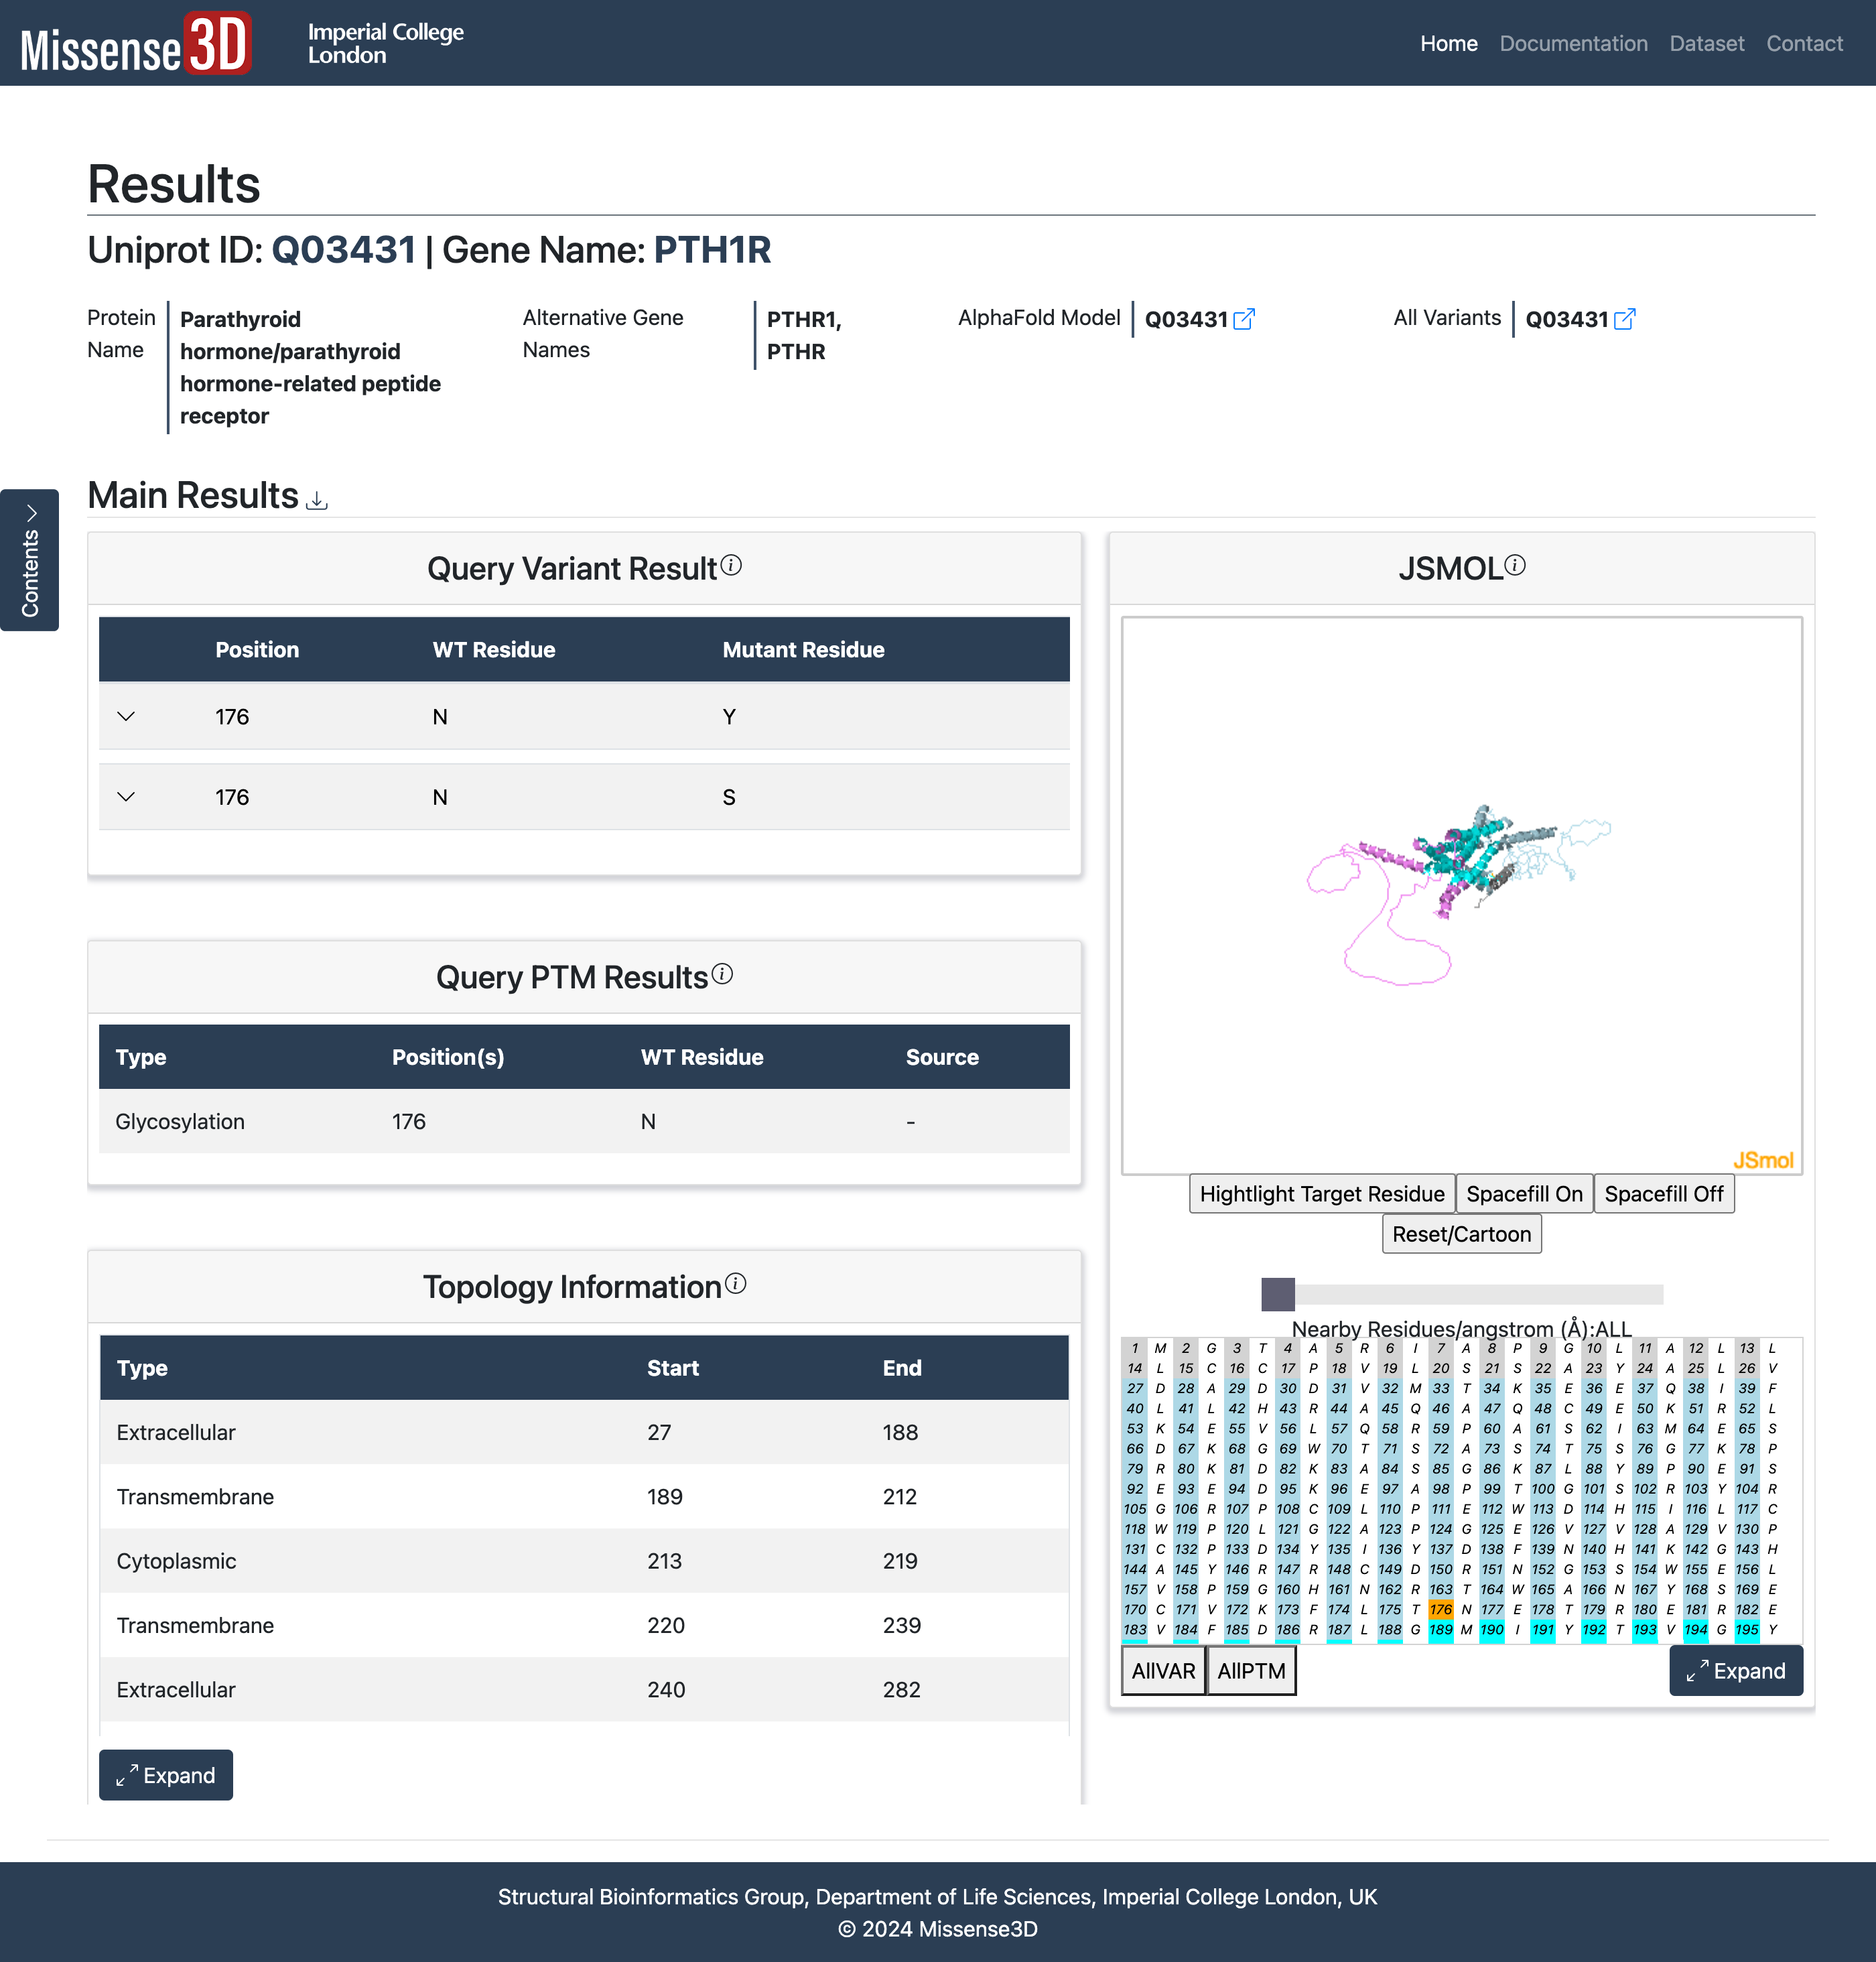 Missense3D
Imperial College
London
Home Documentation Dataset Contact
Results
Uniprot ID: Q03431 | Gene Name: PTH1R
Protein Name
Parathyroid hormone/parathyroid hormone-related peptide receptor
Alternative Gene Names
PTHR1, PTHR
AlphaFold Model Q03431
All Variants Q03431
Contents
Main Results
Query Variant Result
Position WT Residue Mutant Residue
176 N Y
176 N S
Query PTM Results
Type Position(s) WT Residue Source
Glycosylation 176 N -
Topology Information
Type Start End
Extracellular 27 188
Transmembrane 189 212
Cytoplasmic 213 219
Transmembrane 220 239
Extracellular 240 282
Expand
JSMOL
JSmol
Hightlight Target Residue Spacefill On Spacefill Off
Reset/Cartoon
Nearby Residues/angstrom (Å):ALL
1 M 2 G 3 T 4 A 5 R 6 I 7 A 8 P 9 G 10 L 11 A 12 L 13 L
14 L 15 C 16 C 17 P 18 V 19 L 20 S 21 S 22 A 23 Y 24 A 25 L 26 V
27 D 28 A 29 D 30 D 31 V 32 M 33 T 34 K 35 E 36 E 37 Q 38 I 39 F
40 L 41 L 42 H 43 R 44 A 45 Q 46 A 47 Q 48 C 49 E 50 K 51 R 52 L
53 K 54 E 55 V 56 L 57 Q 58 R 59 P 60 A 61 S 62 I 63 M 64 E 65 S
66 D 67 K 68 G 69 W 70 T 71 S 72 A 73 S 74 T 75 S 76 G 77 K 78 P
79 R 80 K 81 D 82 K 83 A 84 S 85 G 86 K 87 L 88 Y 89 P 90 E 91 S
92 E 93 E 94 D 95 K 96 E 97 A 98 P 99 T 100 G 101 S 102 R 103 Y 104 R
105 G 106 R 107 P 108 C 109 L 110 P 111 E 112 W 113 D 114 H 115 I 116 L 117 C
118 W 119 P 120 L 121 G 122 A 123 P 124 G 125 E 126 V 127 V 128 A 129 V 130 P
131 C 132 P 133 D 134 Y 135 I 136 Y 137 D 138 F 139 N 140 H 141 K 142 G 143 H
144 A 145 Y 146 R 147 R 148 C 149 D 150 R 151 N 152 G 153 S 154 W 155 E 156 L
157 V 158 P 159 G 160 H 161 N 162 R 163 T 164 W 165 A 166 N 167 Y 168 S 169 E
170 C 171 V 172 K 173 F 174 L 175 T 176 N 177 E 178 T 179 R 180 E 181 R 182 E
183 V 184 F 185 D 186 R 187 L 188 G 189 M 190 I 191 Y 192 T 193 V 194 G 195 Y
AllVAR AllPTM Expand
Structural Bioinformatics Group, Department of Life Sciences, Imperial College London, UK
© 2024 Missense3D